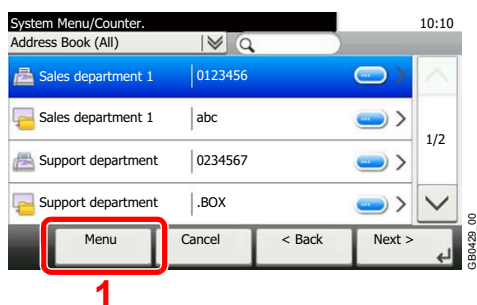 System Menu/Counter. 10:10
Address Book (All)
Sales department 1 0123456
Sales department 1 abc
1/2
Support department 0234567
Support department .BOX
Menu Cancel < Back Next >
GB0429_00
1